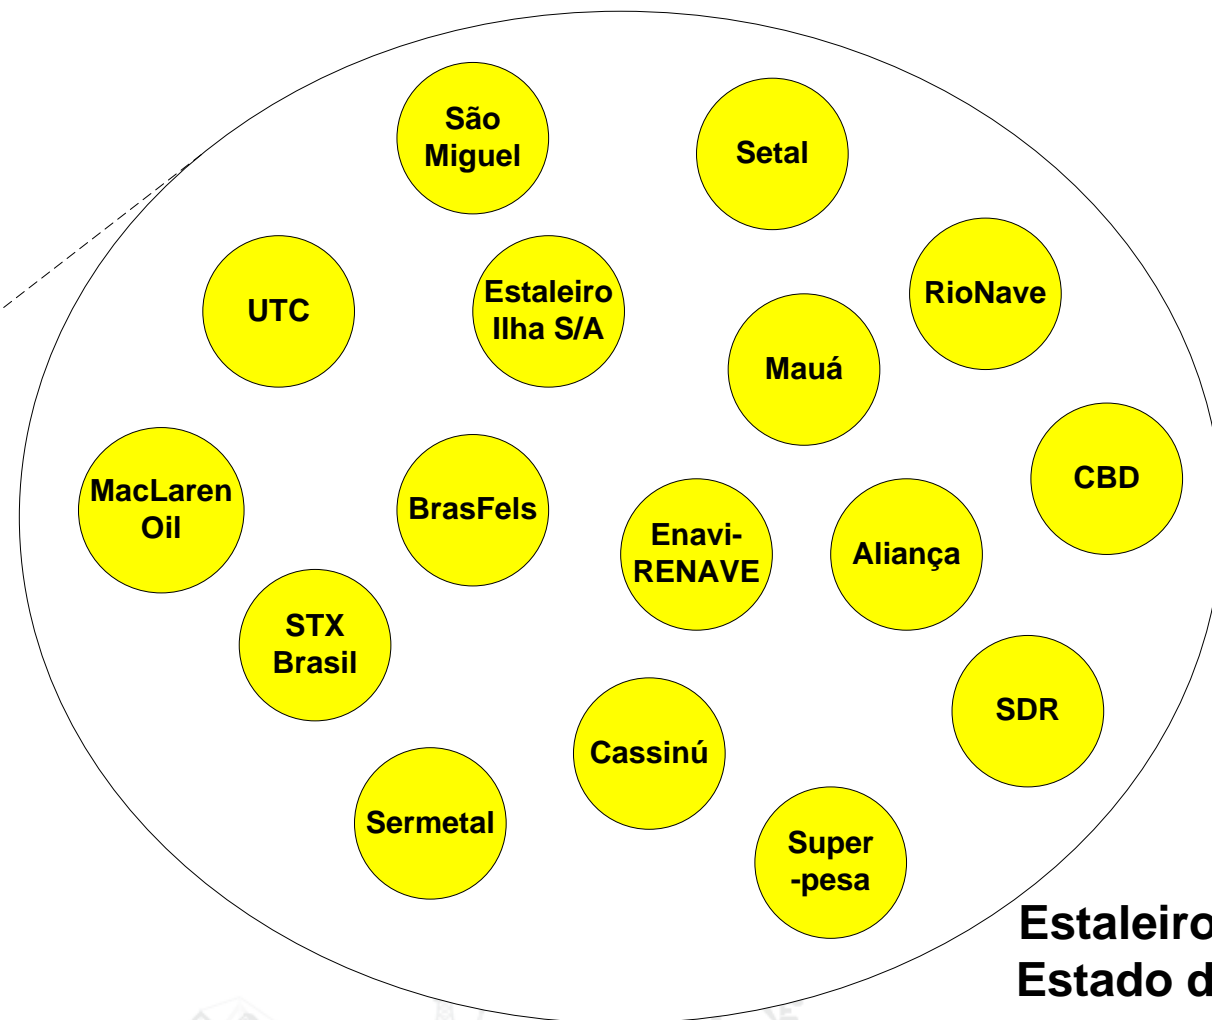 São
Miguel
Setal
UTC
Estaleiro
Ilha S/A
RioNave
Mauá
MacLaren
Oil
BrasFels
CBD
Enavi-
RENAVE
Aliança
STX
Brasil
SDR
Cassinú
Sermetal
Super
-pesa
Estaleiro
Estado d